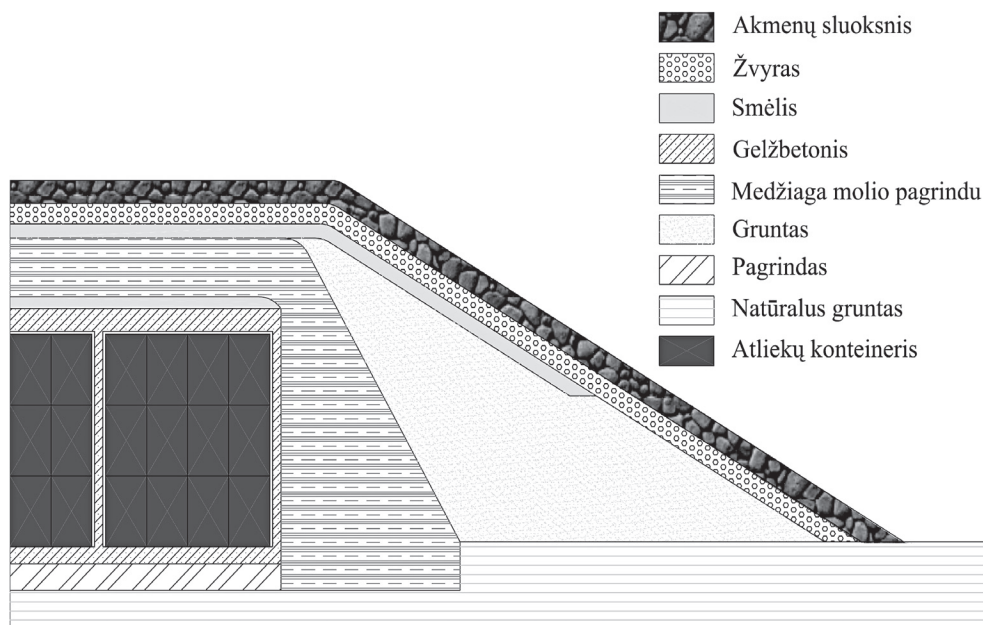 Akmenų sluoksnis
Žvyras
Smėlis
Gelžbetonis
Medžiaga molio pagrindu
Gruntas
Pagrindas
Natūralus gruntas
Atliekų konteineris